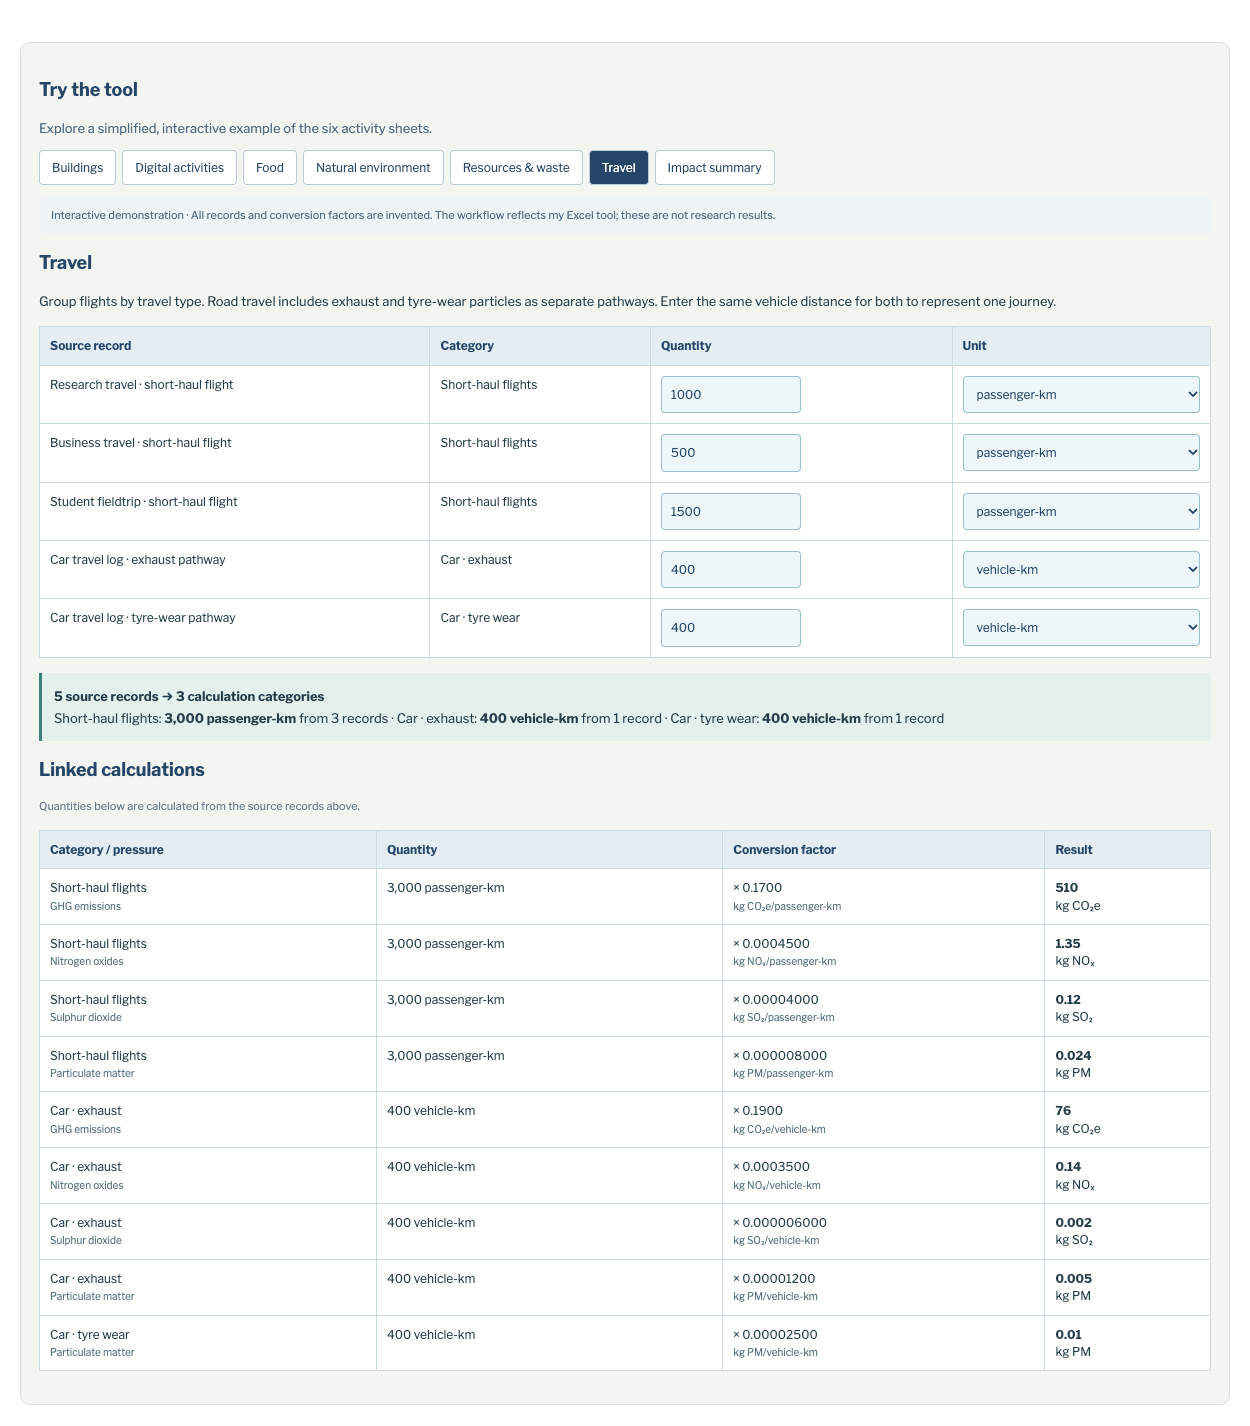 Try the tool
Explore a simplified, interactive example of the six activity sheets.
Buildings Digital activities Food Natural environment Resources & waste Travel Impact summary
Interactive demonstration · All records and conversion factors are invented. The workflow reflects my Excel tool; these are not research results.
Travel
Group flights by travel type. Road travel includes exhaust and tyre-wear particles as separate pathways. Enter the same vehicle distance for both to represent one journey.
Source record Category Quantity Unit
Research travel · short-haul flight Short-haul flights 1000 passenger-km
Business travel · short-haul flight Short-haul flights 500 passenger-km
Student fieldtrip · short-haul flight Short-haul flights 1500 passenger-km
Car travel log · exhaust pathway Car · exhaust 400 vehicle-km
Car travel log · tyre-wear pathway Car · tyre wear 400 vehicle-km
5 source records → 3 calculation categories
Short-haul flights: 3,000 passenger-km from 3 records · Car · exhaust: 400 vehicle-km from 1 record · Car · tyre wear: 400 vehicle-km from 1 record
Linked calculations
Quantities below are calculated from the source records above.
Category / pressure Quantity Conversion factor Result
Short-haul flights 3,000 passenger-km × 0.1700 510
GHG emissions kg CO₂e/passenger-km kg CO₂e
Short-haul flights 3,000 passenger-km × 0.0004500 1.35
Nitrogen oxides kg NOₓ/passenger-km kg NOₓ
Short-haul flights 3,000 passenger-km × 0.00004000 0.12
Sulphur dioxide kg SO₂/passenger-km kg SO₂
Short-haul flights 3,000 passenger-km × 0.000008000 0.024
Particulate matter kg PM/passenger-km kg PM
Car · exhaust 400 vehicle-km × 0.1900 76
GHG emissions kg CO₂e/vehicle-km kg CO₂e
Car · exhaust 400 vehicle-km × 0.0003500 0.14
Nitrogen oxides kg NOₓ/vehicle-km kg NOₓ
Car · exhaust 400 vehicle-km × 0.000006000 0.002
Sulphur dioxide kg SO₂/vehicle-km kg SO₂
Car · exhaust 400 vehicle-km × 0.00001200 0.005
Particulate matter kg PM/vehicle-km kg PM
Car · tyre wear 400 vehicle-km × 0.00002500 0.01
Particulate matter kg PM/vehicle-km kg PM